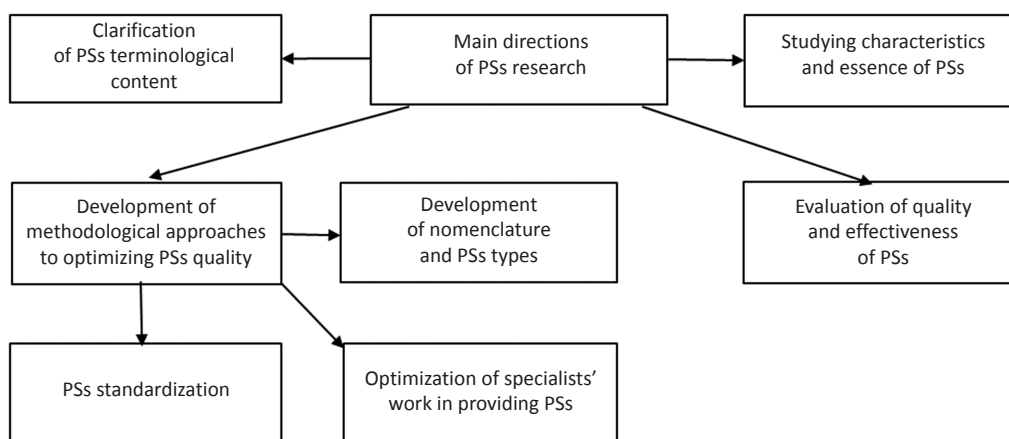 Clarification
of PSs terminological
content
Main directions
of PSs research
Studying characteristics
and essence of PSs
Development of
methodological approaches
to optimizing PSs quality
Development
of nomenclature
and PSs types
Evaluation of quality
and effectiveness
of PSs
PSs standardization
Optimization of specialists’
work in providing PSs